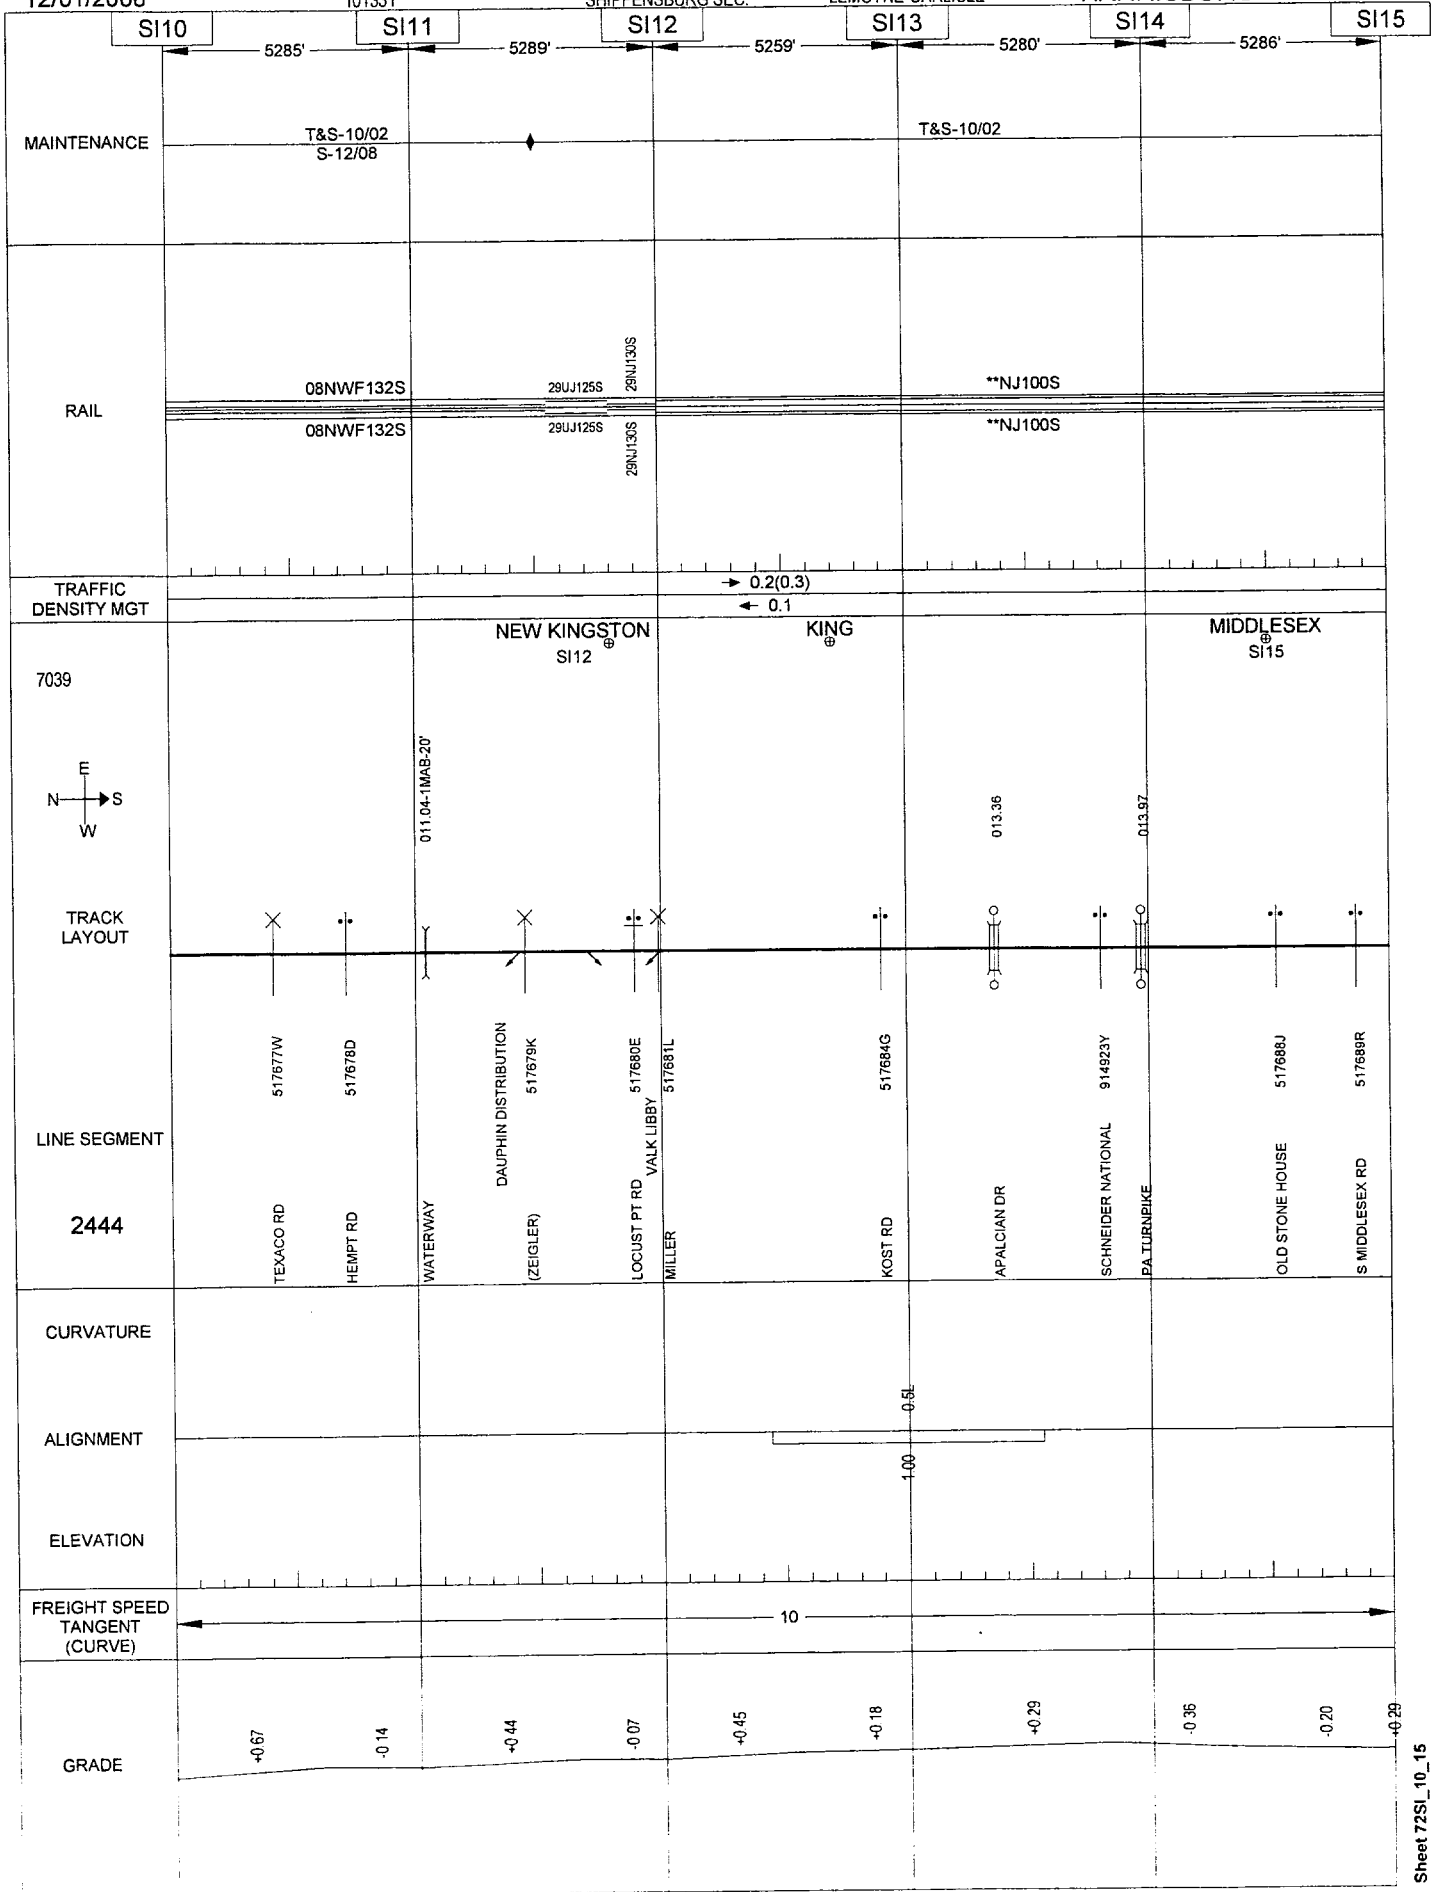 SI10 SI11 SI12 SI13 SI14 SI15
5285' 5289' 5259' 5280' 5286'
MAINTENANCE
T&S-10/02
S-12/08
T&S-10/02
RAIL
08NWF132S 29UJ125S 29NJ130S **NJ100S
08NWF132S 29UJ125S 29NJ130S **NJ100S
TRAFFIC
DENSITY MGT
→ 0.2(0.3)
← 0.1
NEW KINGSTON
SI12
KING
MIDDLESEX
SI15
7039
E
N S
W
011.04-1MAB-20'
013.36
013.97
TRACK
LAYOUT
517677W
517678D
DAUPHIN DISTRIBUTION
517679K
517680E
VALK LIBBY
517681L
517684G
914923Y
517688J
517689R
LINE SEGMENT
2444
TEXACO RD
HEMPT RD
WATERWAY
(ZEIGLER)
LOCUST PT RD
MILLER
KOST RD
APALCIAN DR
SCHNEIDER NATIONAL
PA TURNPIKE
OLD STONE HOUSE
S MIDDLESEX RD
CURVATURE
0.5L
ALIGNMENT
1.00
ELEVATION
FREIGHT SPEED
TANGENT
(CURVE)
10
GRADE
+0.67 -0.14 +0.44 -0.07 +0.45 +0.18 +0.29 -0.36 -0.20 +0.29
Sheet 72SI_10_15